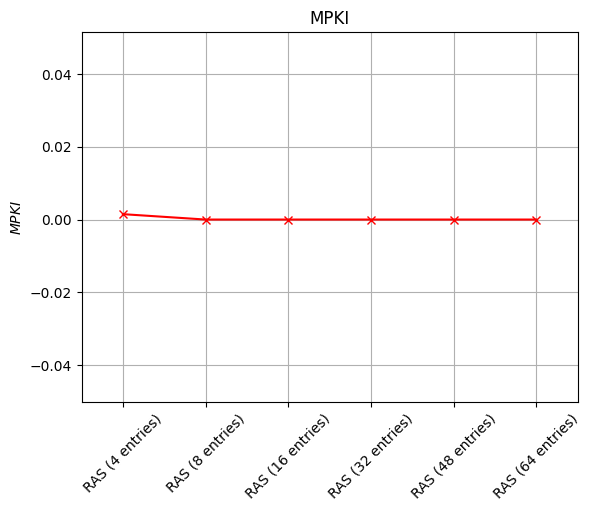 MPKI
MPKI
0.04
0.02
0.00
−0.02
−0.04
RAS (4 entries)
RAS (8 entries)
RAS (16 entries)
RAS (32 entries)
RAS (48 entries)
RAS (64 entries)